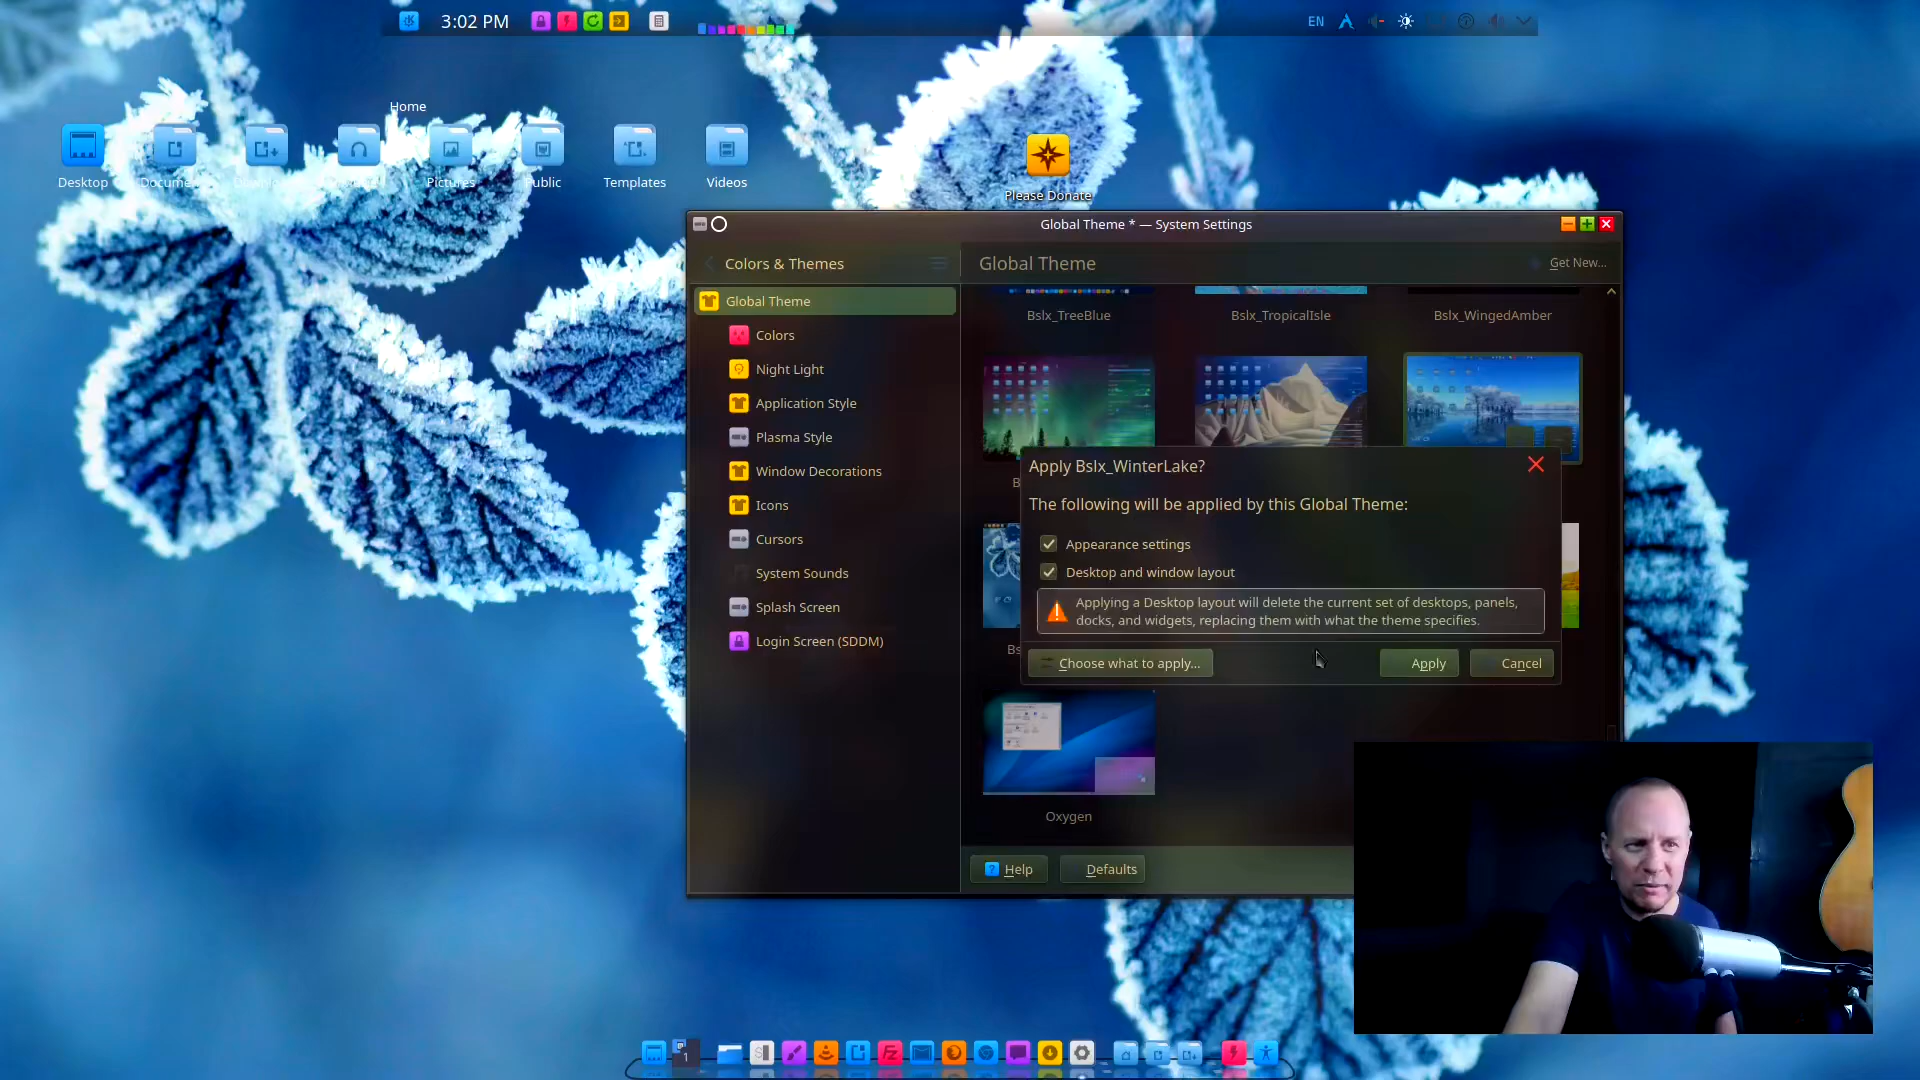 3:02 PM
EN
Home
Desktop
Pictures
Public
Templates
Videos
Please Donate
Global Theme * — System Settings
Colors & Themes
Global Theme
Get New...
Global Theme
Colors
Night Light
Application Style
Plasma Style
Window Decorations
Icons
Cursors
System Sounds
Splash Screen
Login Screen (SDDM)
Bslx_TreeBlue
Bslx_TropicalIsle
Bslx_WingedAmber
Apply Bslx_WinterLake?
The following will be applied by this Global Theme:
Appearance settings
Desktop and window layout
Applying a Desktop layout will delete the current set of desktops, panels,
docks, and widgets, replacing them with what the theme specifies.
Choose what to apply...
Apply
Cancel
Oxygen
Help
Defaults
1